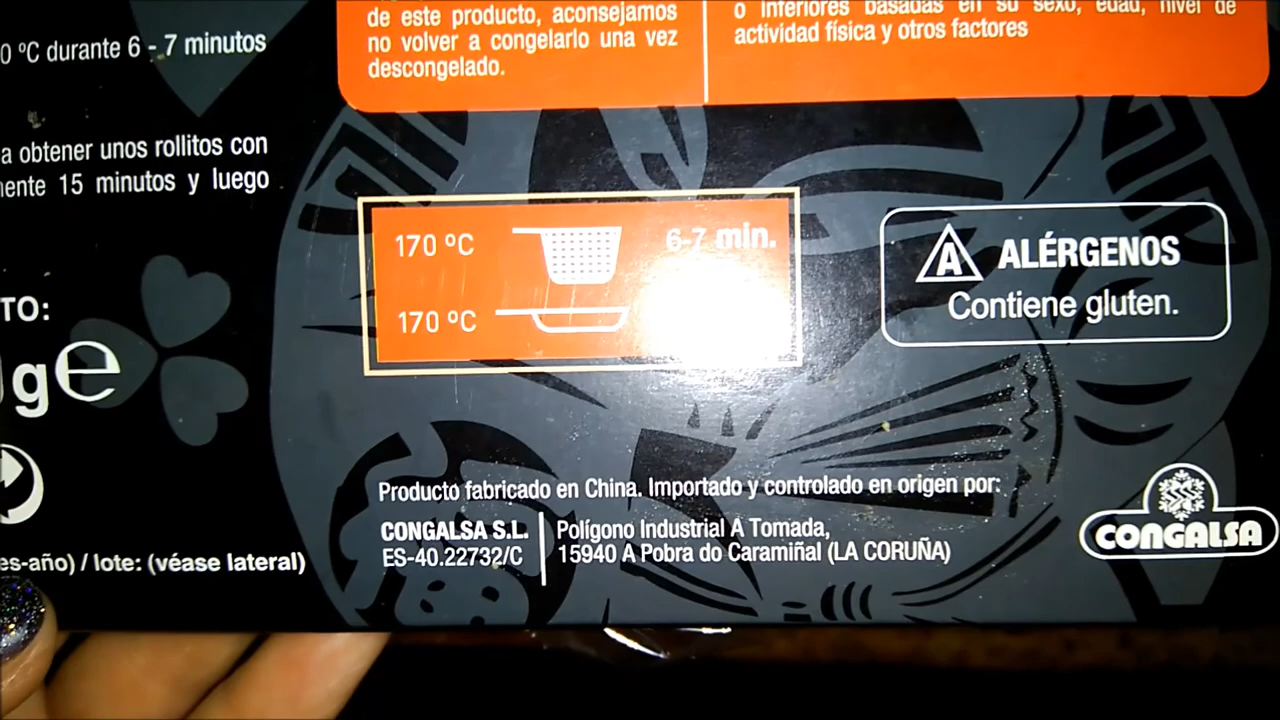 0 ºC durante 6 - 7 minutos
a obtener unos rollitos con
mente 15 minutos y luego
TO:
g e
es-año) / lote: (véase lateral)
de este producto, aconsejamos
no volver a congelarlo una vez
descongelado.
o inferiores basadas en su sexo, edad, nivel de
actividad física y otros factores
170 ºC 6-7 min.
170 ºC
A ALÉRGENOS
Contiene gluten.
Producto fabricado en China. Importado y controlado en origen por:
CONGALSA S.L.
ES-40.22732/C
Polígono Industrial A Tomada,
15940 A Pobra do Caramiñal (LA CORUÑA)
CONGALSA